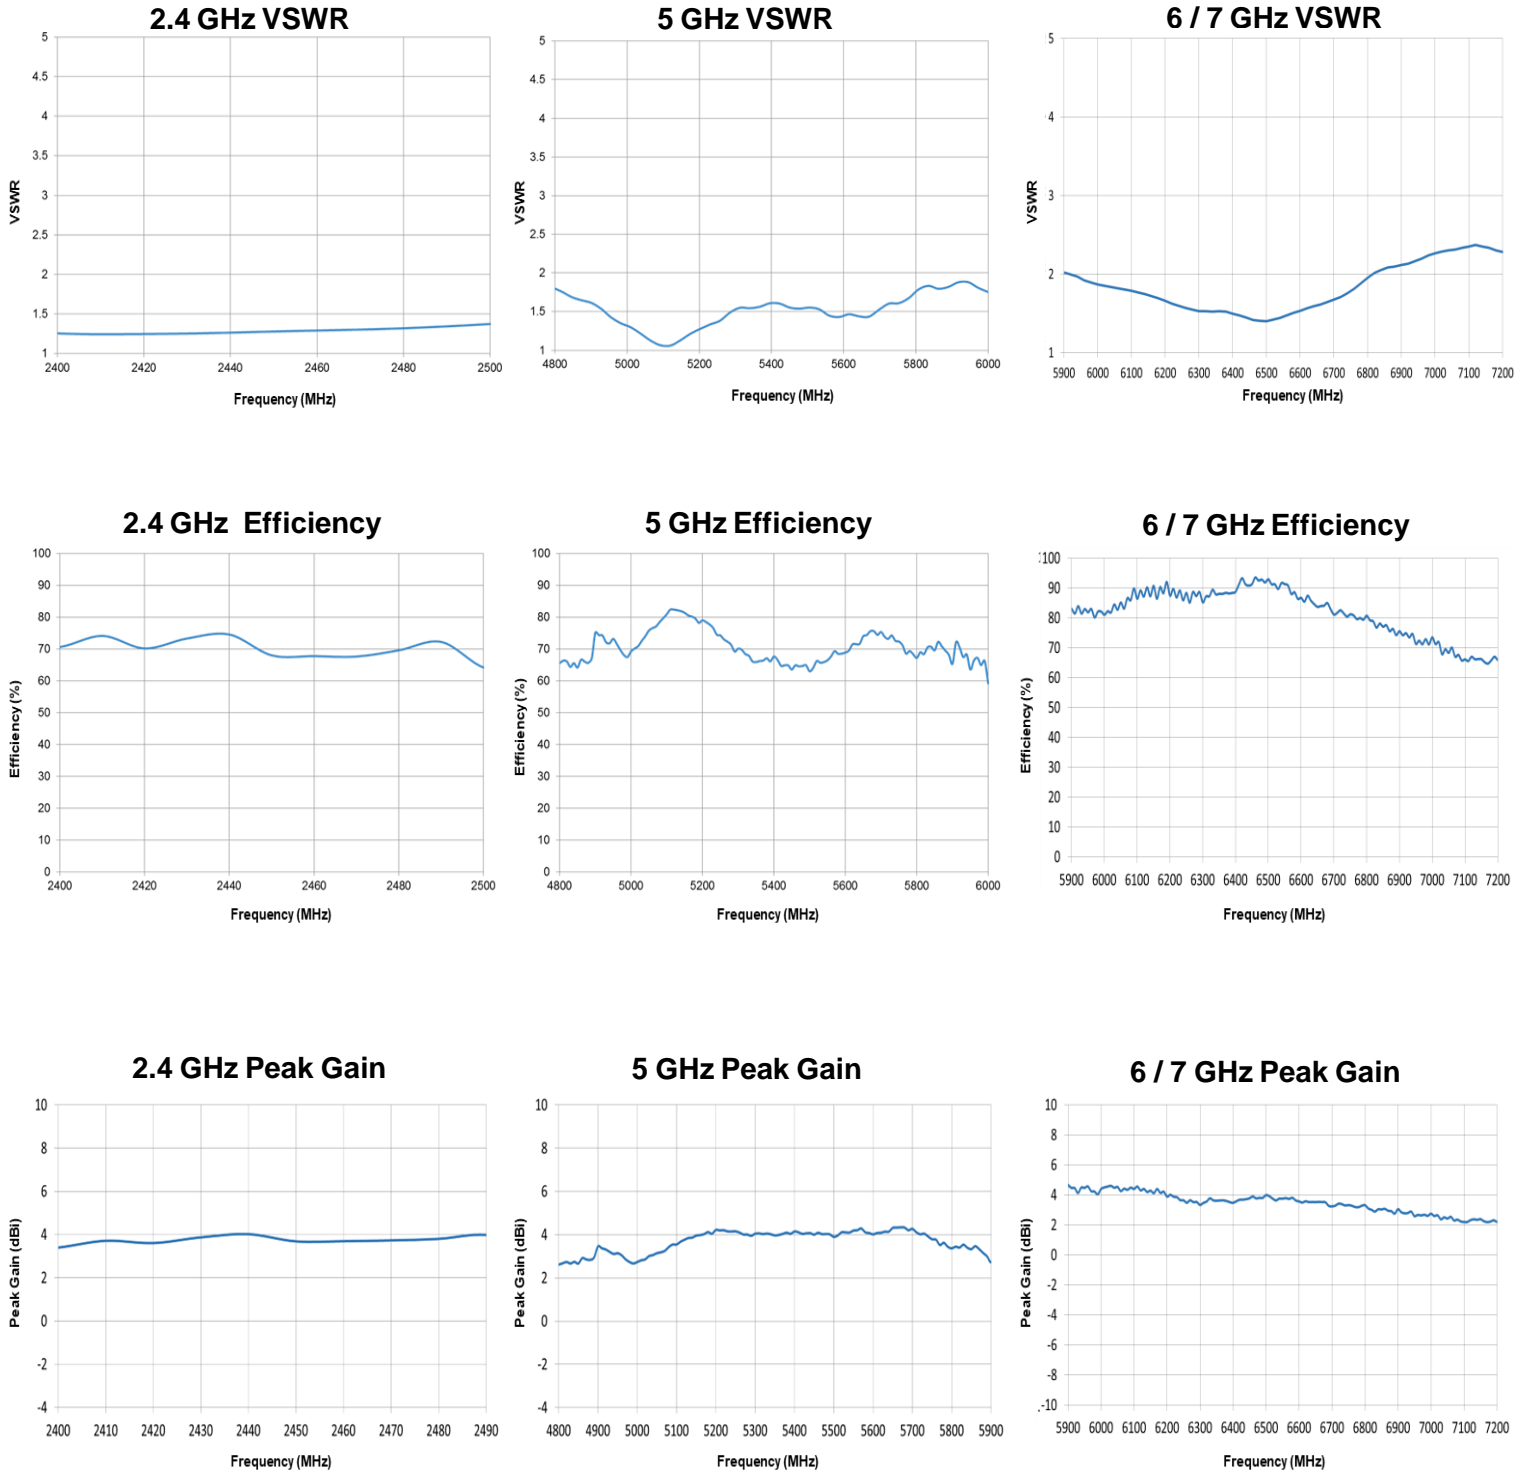 2.4 GHz VSWR
5
4.5
4
3.5
3
2.5
2
1.5
1
VSWR
2400 2420 2440 2460 2480 2500
Frequency (MHz)
5 GHz VSWR
5
4.5
4
3.5
3
2.5
2
1.5
1
VSWR
4800 5000 5200 5400 5600 5800 6000
Frequency (MHz)
6 / 7 GHz VSWR
5
4
3
2
1
VSWR
5900 6000 6100 6200 6300 6400 6500 6600 6700 6800 6900 7000 7100 7200
Frequency (MHz)
2.4 GHz Efficiency
100
90
80
70
60
50
40
30
20
10
0
Efficiency (%)
2400 2420 2440 2460 2480 2500
Frequency (MHz)
5 GHz Efficiency
100
90
80
70
60
50
40
30
20
10
0
Efficiency (%)
4800 5000 5200 5400 5600 5800 6000
Frequency (MHz)
6 / 7 GHz Efficiency
100
90
80
70
60
50
40
30
20
10
0
Efficiency (%)
5900 6000 6100 6200 6300 6400 6500 6600 6700 6800 6900 7000 7100 7200
Frequency (MHz)
2.4 GHz Peak Gain
10
8
6
4
2
0
-2
-4
Peak Gain (dBi)
2400 2410 2420 2430 2440 2450 2460 2470 2480 2490
Frequency (MHz)
5 GHz Peak Gain
10
8
6
4
2
0
-2
-4
Peak Gain (dBi)
4800 4900 5000 5100 5200 5300 5400 5500 5600 5700 5800 5900
Frequency (MHz)
6 / 7 GHz Peak Gain
10
8
6
4
2
0
-2
-4
-6
-8
-10
Peak Gain (dBi)
5900 6000 6100 6200 6300 6400 6500 6600 6700 6800 6900 7000 7100 7200
Frequency (MHz)